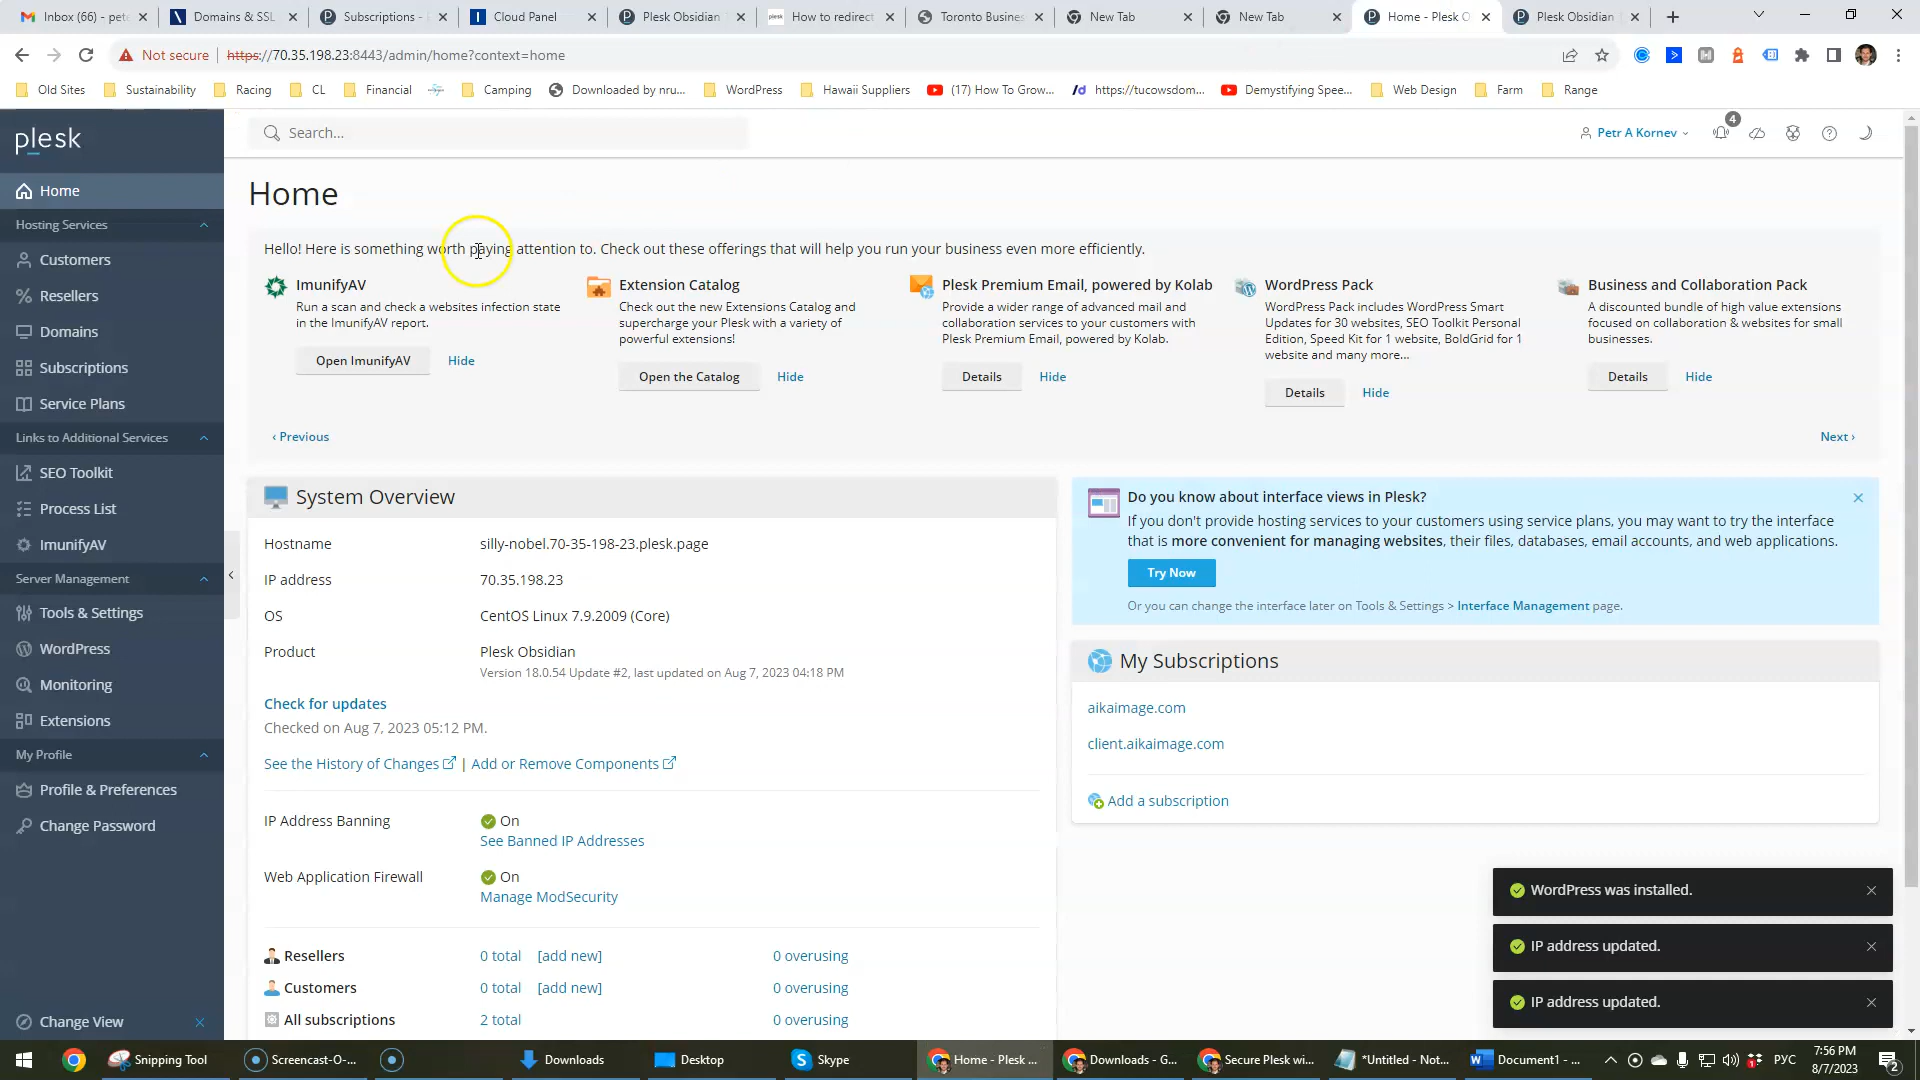 Inbox (66) - pete
Domains & SSL
Subscriptions -
Cloud Panel
Plesk Obsidian
How to redirect
Toronto Busines
New Tab
New Tab
Home - Plesk O
Plesk Obsidian
Not secure https://70.35.198.23:8443/admin/home?context=home
Old Sites
Sustainability
Racing
CL
Financial
Camping
Downloaded by nru...
WordPress
Hawaii Suppliers
(17) How To Grow...
https://tucowsdom...
Demystifying Spee...
Web Design
Farm
Range
plesk
Search...
Petr A Kornev
4
Home
Hosting Services
Customers
Resellers
Domains
Subscriptions
Service Plans
Links to Additional Services
SEO Toolkit
Process List
ImunifyAV
Server Management
Tools & Settings
WordPress
Monitoring
Extensions
My Profile
Profile & Preferences
Change Password
Change View
Home
Hello! Here is something worth paying attention to. Check out these offerings that will help you run your business even more efficiently.
ImunifyAV
Run a scan and check a websites infection state
in the ImunifyAV report.
Open ImunifyAV Hide
Extension Catalog
Check out the new Extensions Catalog and
supercharge your Plesk with a variety of
powerful extensions!
Open the Catalog Hide
Plesk Premium Email, powered by Kolab
Provide a wider range of advanced mail and
collaboration services to your customers with
Plesk Premium Email, powered by Kolab.
Details Hide
WordPress Pack
WordPress Pack includes WordPress Smart
Updates for 30 websites, SEO Toolkit Personal
Edition, Speed Kit for 1 website, BoldGrid for 1
website and many more...
Details Hide
Business and Collaboration Pack
A discounted bundle of high value extensions
focused on collaboration & websites for small
businesses.
Details Hide
‹ Previous
Next ›
System Overview
Hostname silly-nobel.70-35-198-23.plesk.page
IP address 70.35.198.23
OS CentOS Linux 7.9.2009 (Core)
Product Plesk Obsidian
Version 18.0.54 Update #2, last updated on Aug 7, 2023 04:18 PM
Check for updates
Checked on Aug 7, 2023 05:12 PM.
See the History of Changes | Add or Remove Components
IP Address Banning On
See Banned IP Addresses
Web Application Firewall On
Manage ModSecurity
Resellers 0 total [add new] 0 overusing
Customers 0 total [add new] 0 overusing
All subscriptions 2 total 0 overusing
Do you know about interface views in Plesk?
If you don't provide hosting services to your customers using service plans, you may want to try the interface
that is more convenient for managing websites, their files, databases, email accounts, and web applications.
Try Now
Or you can change the interface later on Tools & Settings > Interface Management page.
My Subscriptions
aikaimage.com
client.aikaimage.com
Add a subscription
WordPress was installed.
IP address updated.
IP address updated.
Snipping Tool
Screencast-O-...
Downloads
Desktop
Skype
Home - Plesk ...
Downloads - G...
Secure Plesk wi...
*Untitled - Not...
Document1 - ...
РУС
7:56 PM
8/7/2023
2